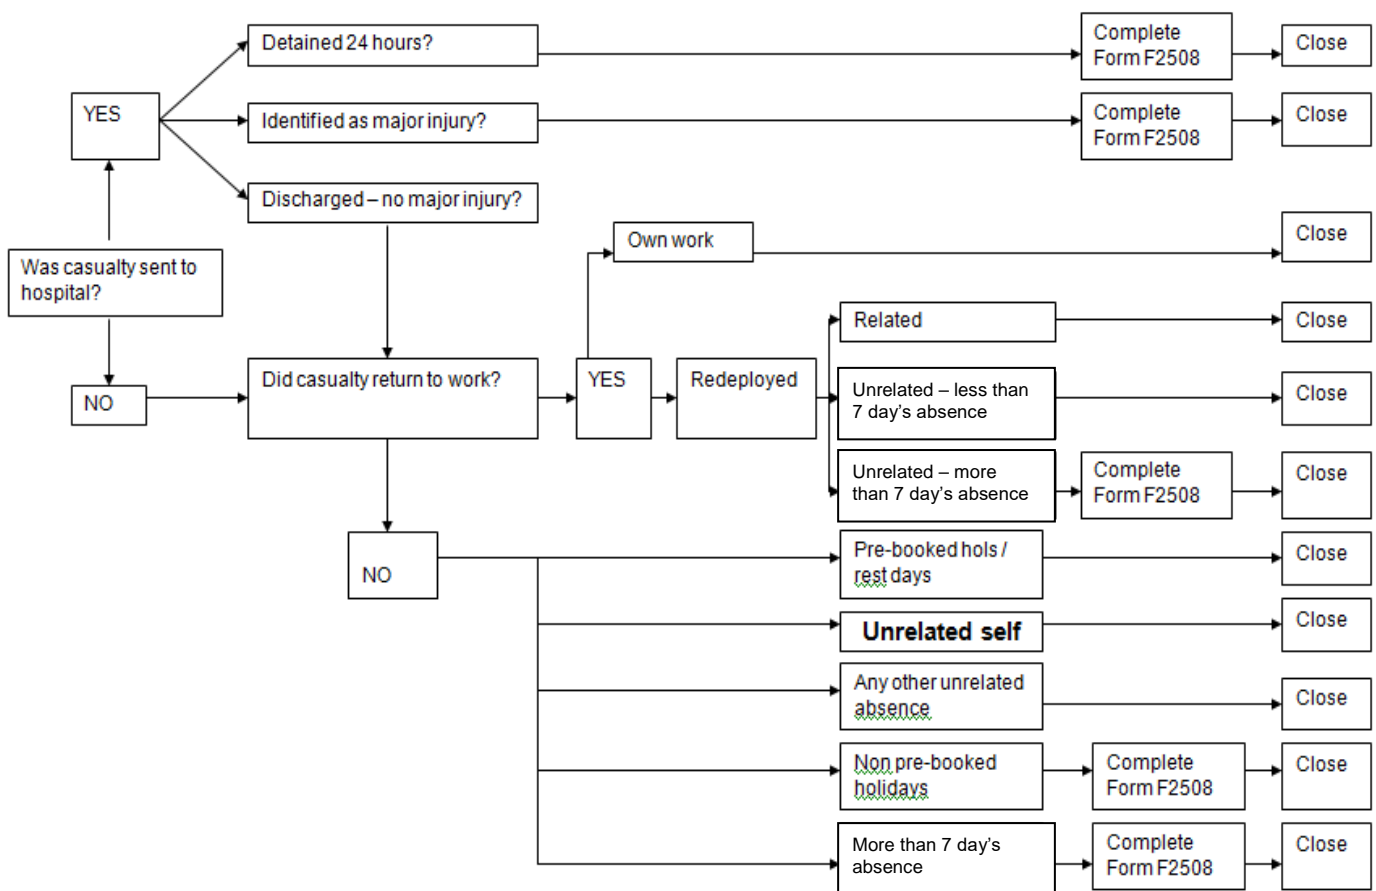 Detained 24 hours?
Complete
Form F2508
Close
YES
Identified as major injury?
Complete
Form F2508
Close
Discharged – no major injury?
Own work
Close
Was casualty sent to
hospital?
Related
Close
Did casualty return to work?
YES
Redeployed
NO
Unrelated – less than
7 day’s absence
Close
Unrelated – more
than 7 day’s absence
Complete
Form F2508
Close
NO
Pre-booked hols /
rest days
Close
Unrelated self
Close
Any other unrelated
absence
Close
Non pre-booked
holidays
Complete
Form F2508
Close
More than 7 day’s
absence
Complete
Form F2508
Close